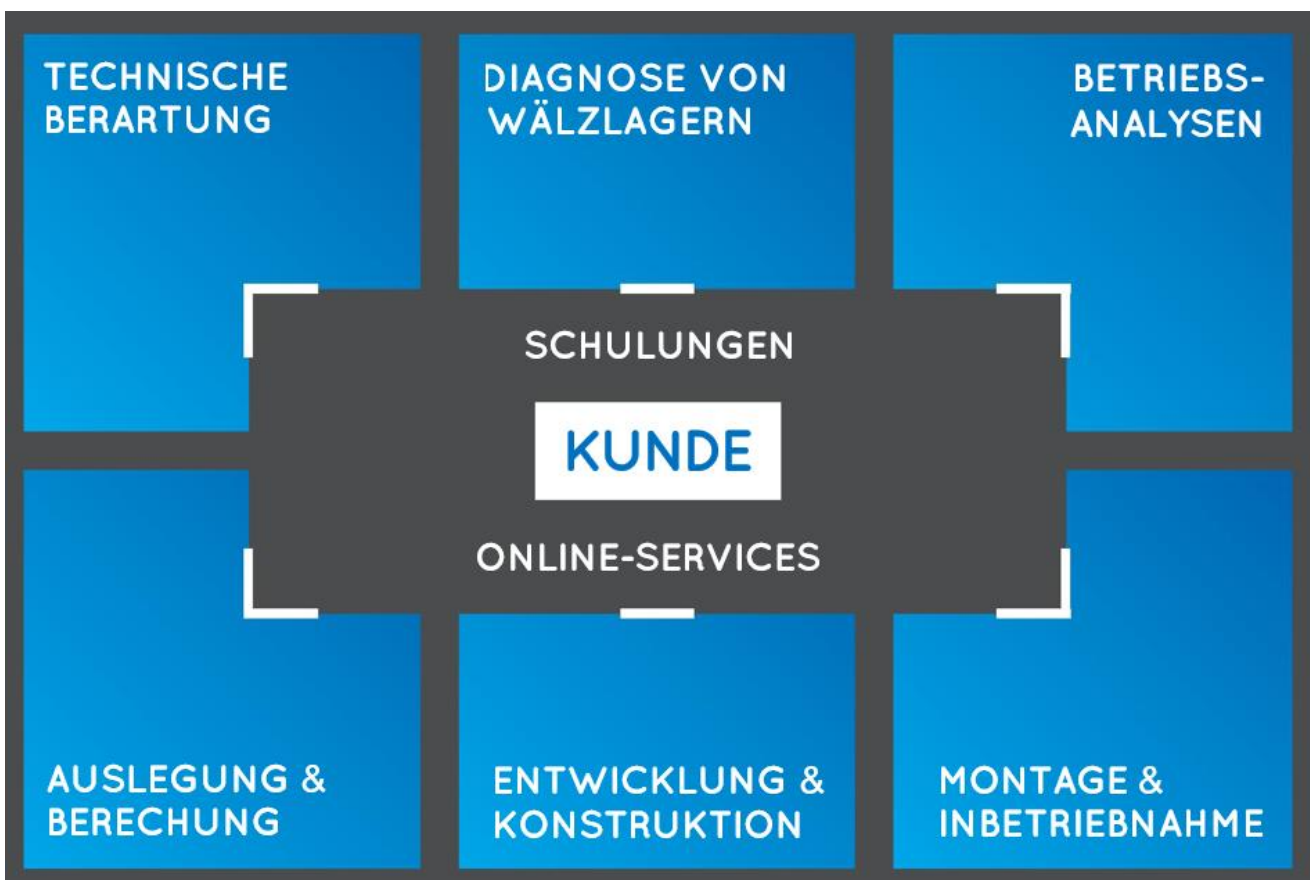 TECHNISCHE
BERARTUNG
DIAGNOSE VON
WÄLZLAGERN
BETRIEBS-
ANALYSEN
SCHULUNGEN
KUNDE
ONLINE-SERVICES
AUSLEGUNG &
BERECHUNG
ENTWICKLUNG &
KONSTRUKTION
MONTAGE &
INBETRIEBNAHME